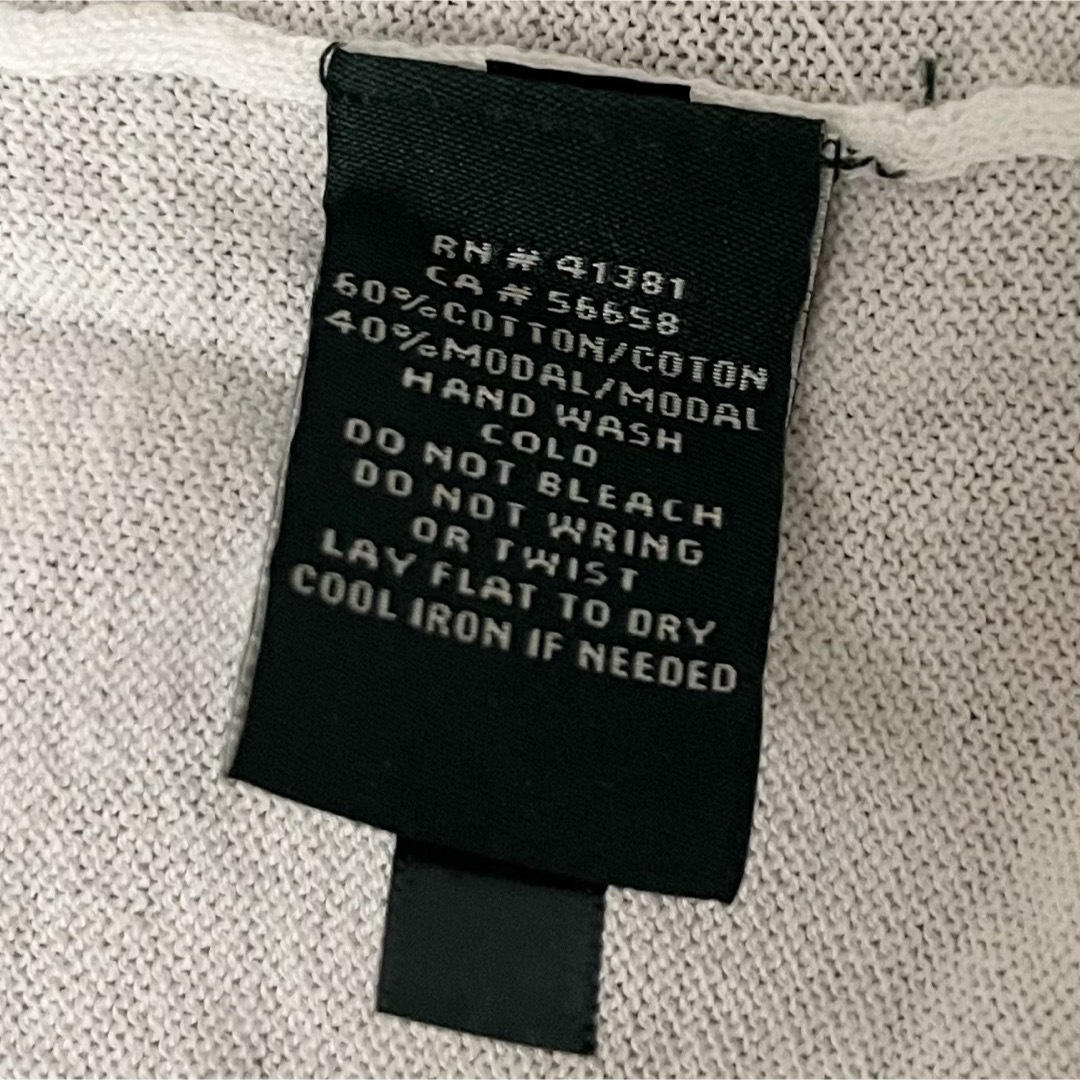 RN # 41381
CA # 56658
60%COTTON/COTON
40%MODAL/MODAL
HAND WASH
COLD
DO NOT BLEACH
DO NOT WRING
OR TWIST
LAY FLAT TO DRY
COOL IRON IF NEEDED